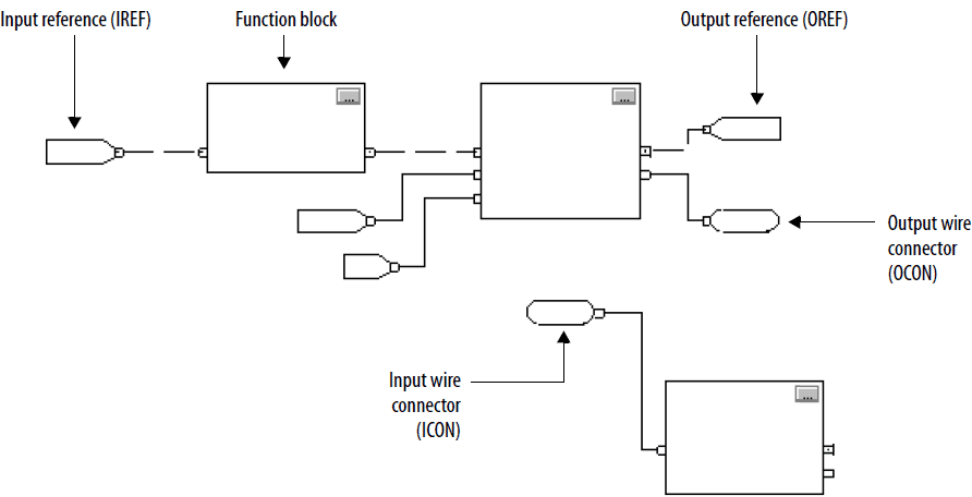 Input reference (IREF)
Function block
Output reference (OREF)
...
...
Output wire
connector
(OCON)
Input wire
connector
(ICON)
...